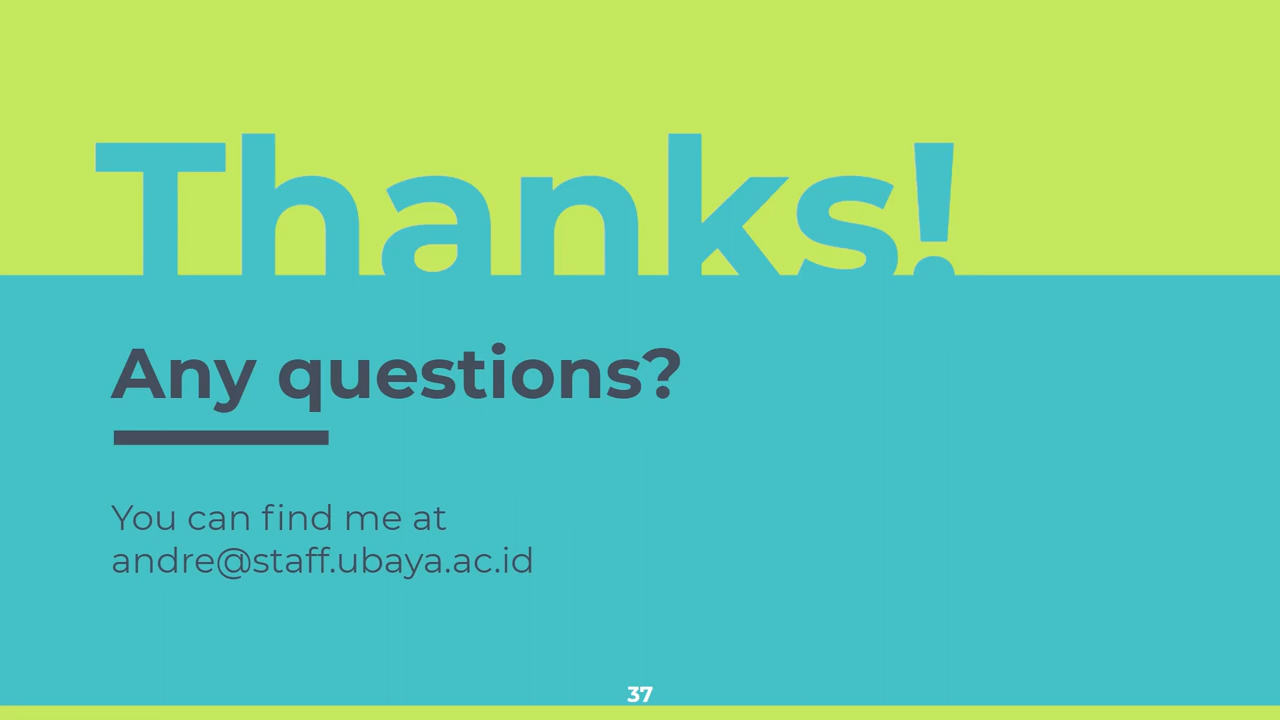 Thanks!
Any questions?
You can find me at
andre@staff.ubaya.ac.id
37